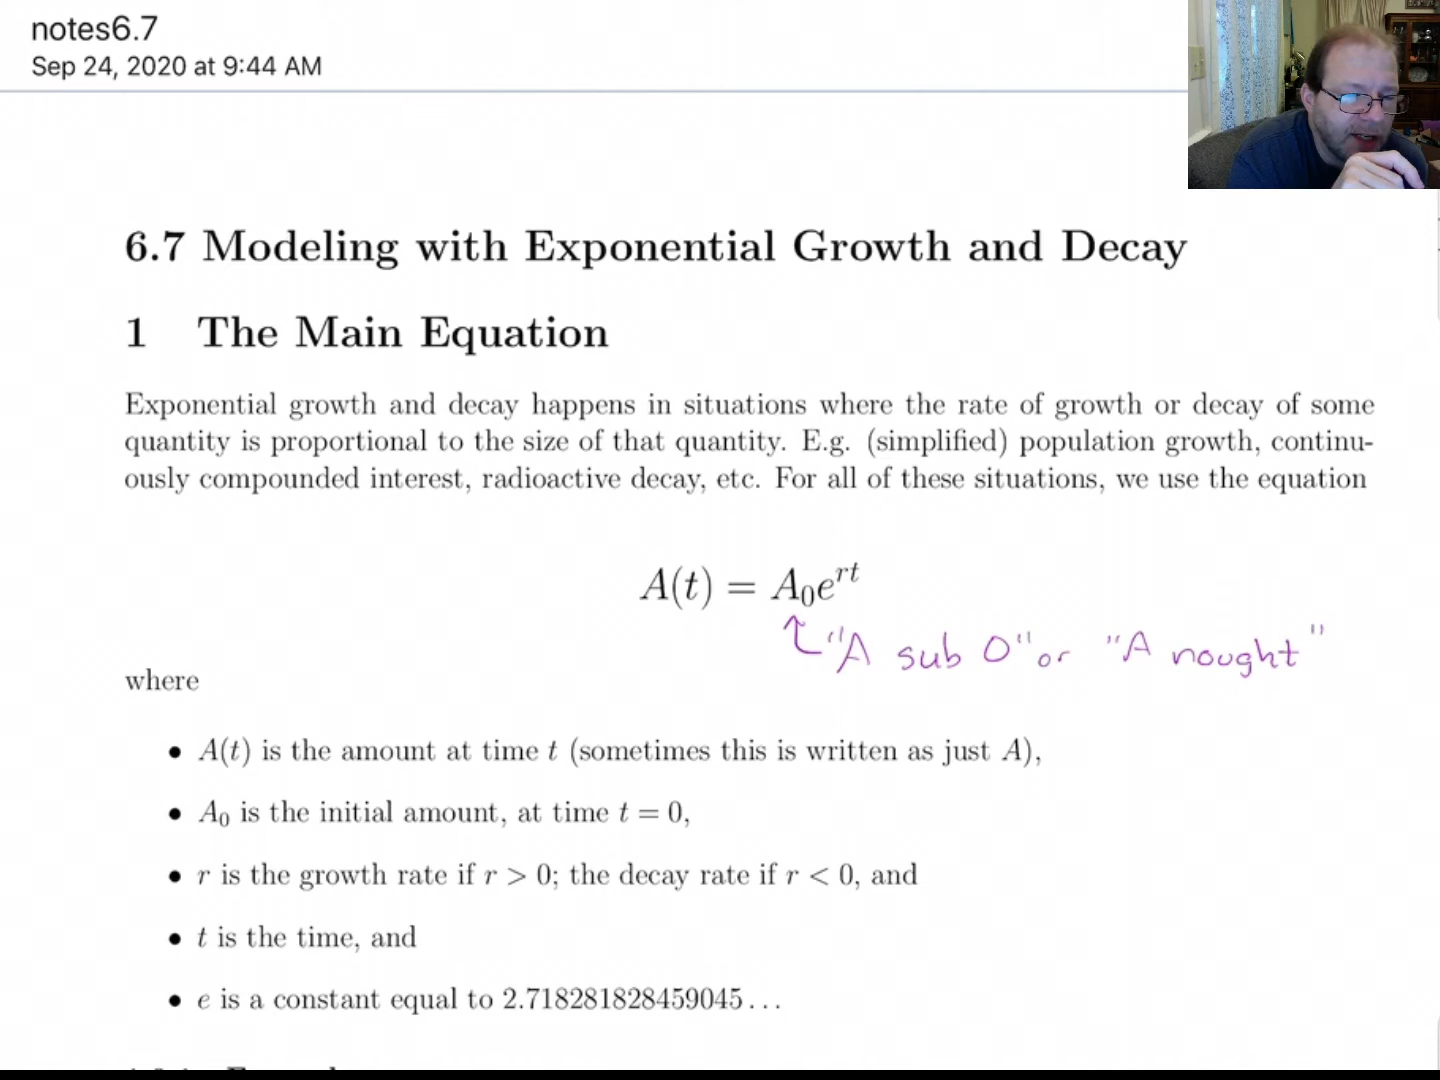 notes6.7
Sep 24, 2020 at 9:44 AM
6.7 Modeling with Exponential Growth and Decay
1 The Main Equation
Exponential growth and decay happens in situations where the rate of growth or decay of some
quantity is proportional to the size of that quantity. E.g. (simplified) population growth, continu-
ously compounded interest, radioactive decay, etc. For all of these situations, we use the equation
A(t) = A₀eʳᵗ
"A sub 0" or "A nought"
where
• A(t) is the amount at time t (sometimes this is written as just A),
• A₀ is the initial amount, at time t = 0,
• r is the growth rate if r > 0; the decay rate if r < 0, and
• t is the time, and
• e is a constant equal to 2.718281828459045...